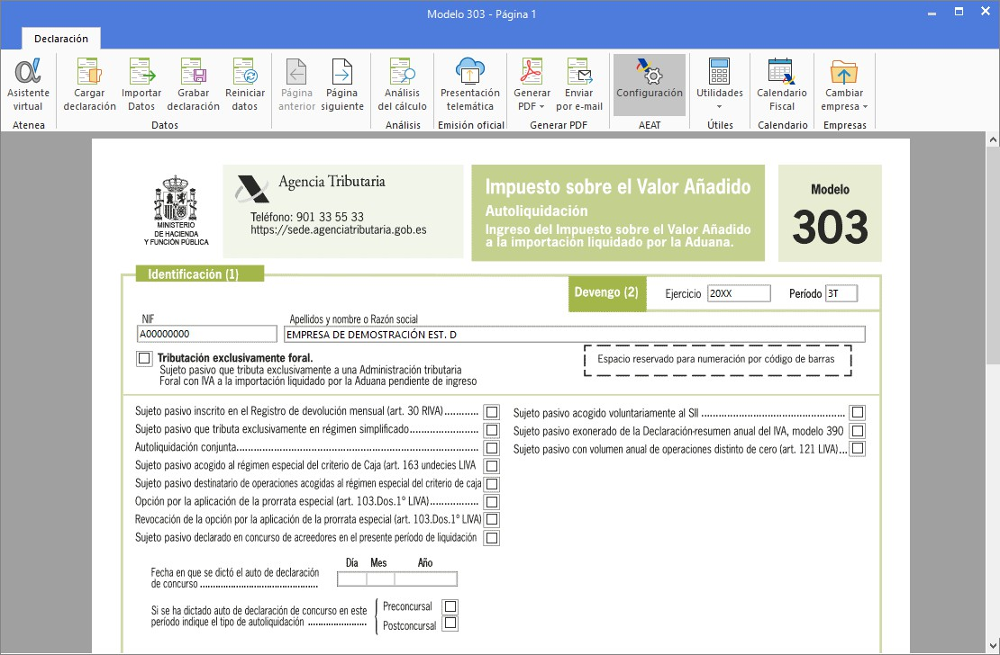 Modelo 303 - Página 1
Declaración
Asistente virtual
Cargar declaración
Importar Datos
Grabar declaración
Reiniciar datos
Página anterior
Página siguiente
Análisis del cálculo
Presentación telemática
Generar PDF
Enviar por e-mail
Configuración
Utilidades
Calendario Fiscal
Cambiar empresa
Atenea
Datos
Análisis
Emisión oficial
Generar PDF
AEAT
Útiles
Calendario
Empresas
MINISTERIO
DE HACIENDA
Y FUNCIÓN PÚBLICA
Agencia Tributaria
Teléfono: 901 33 55 33
https://sede.agenciatributaria.gob.es
Impuesto sobre el Valor Añadido
Autoliquidación
Ingreso del Impuesto sobre el Valor Añadido
a la importación liquidado por la Aduana.
Modelo
303
Identificación (1)
Devengo (2)
Ejercicio 20XX
Período 3T
NIF
A00000000
Apellidos y nombre o Razón social
EMPRESA DE DEMOSTRACIÓN EST. D
Tributación exclusivamente foral.
Sujeto pasivo que tributa exclusivamente a una Administración tributaria
Foral con IVA a la importación liquidado por la Aduana pendiente de ingreso
Espacio reservado para numeración por código de barras
Sujeto pasivo inscrito en el Registro de devolución mensual (art. 30 RIVA)............
Sujeto pasivo que tributa exclusivamente en régimen simplificado........................
Autoliquidación conjunta..................................................................................
Sujeto pasivo acogido al régimen especial del criterio de Caja (art. 163 undecies LIVA
Sujeto pasivo destinatario de operaciones acogidas al régimen especial del criterio de caja
Opción por la aplicación de la prorrata especial (art. 103.Dos.1º LIVA).................
Revocación de la opción por la aplicación de la prorrata especial (art. 103.Dos.1º LIVA)
Sujeto pasivo declarado en concurso de acreedores en el presente período de liquidación
Sujeto pasivo acogido voluntariamente al SII ................................................
Sujeto pasivo exonerado de la Declaración-resumen anual del IVA, modelo 390
Sujeto pasivo con volumen anual de operaciones distinto de cero (art. 121 LIVA)...
Día Mes Año
Fecha en que se dictó el auto de declaración
de concurso ..........................................
Si se ha dictado auto de declaración de concurso en este
período indique el tipo de autoliquidación .....................
Preconcursal
Postconcursal